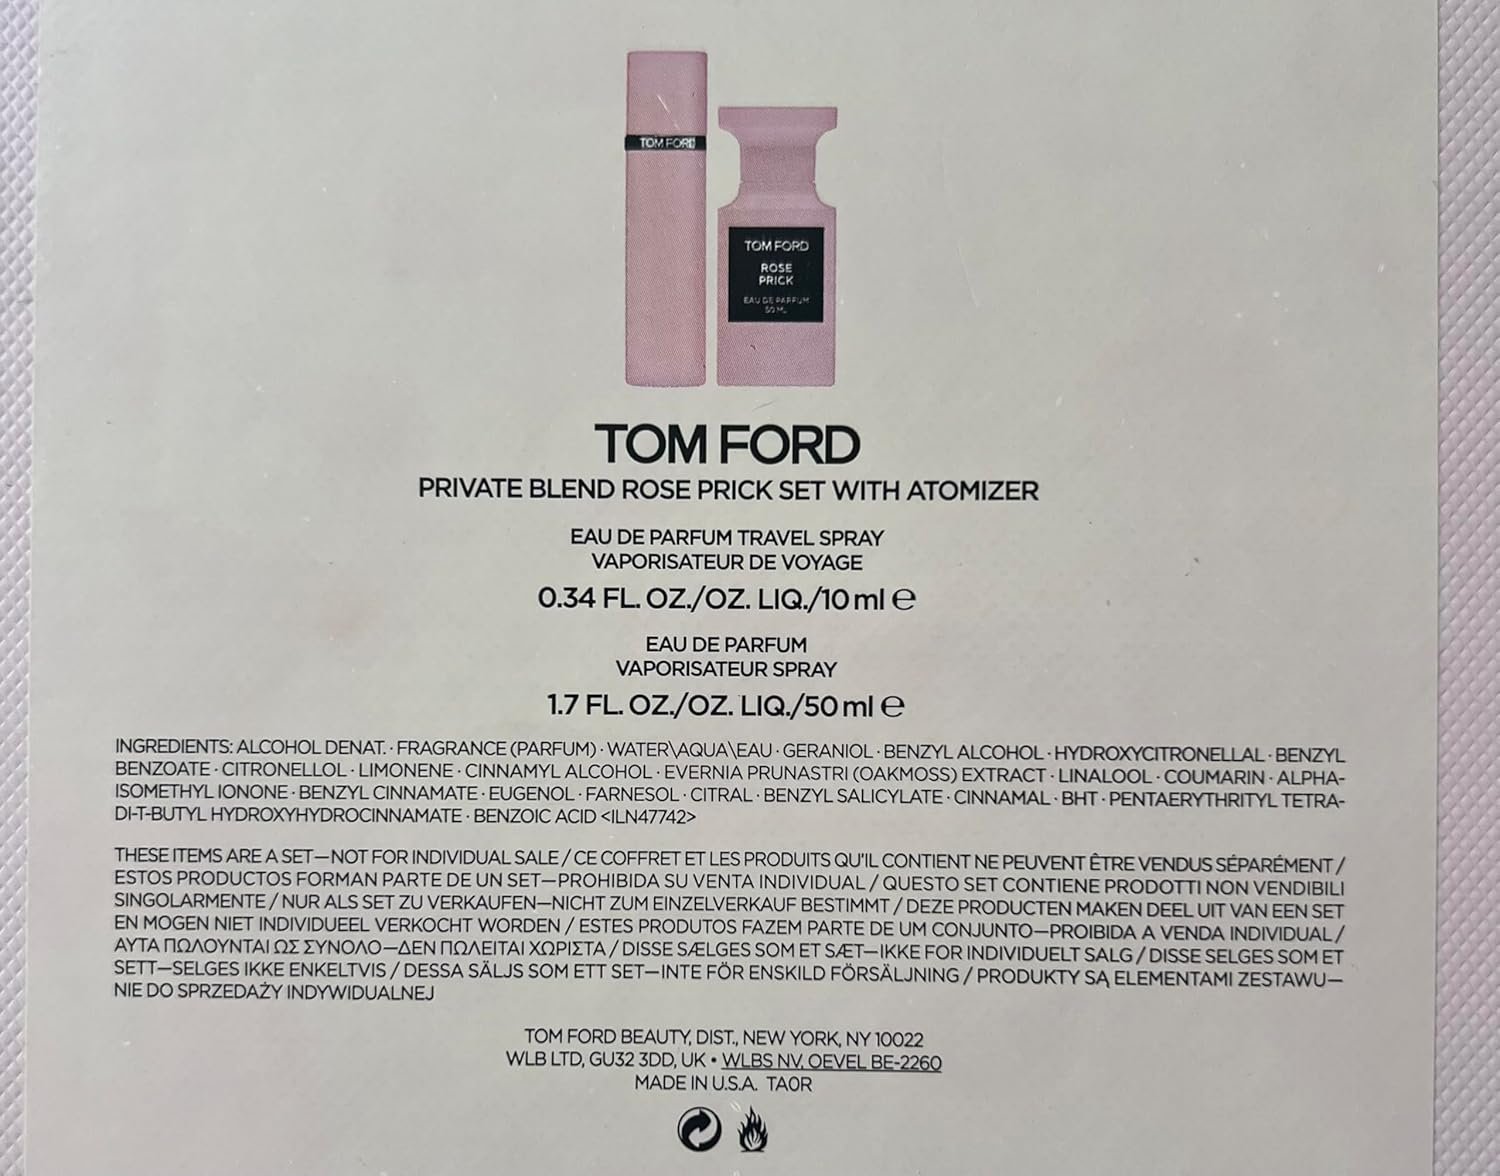 TOM FORD
TOM FORD
ROSE
PRICK
EAU DE PARFUM
50 ML
TOM FORD
PRIVATE BLEND ROSE PRICK SET WITH ATOMIZER
EAU DE PARFUM TRAVEL SPRAY
VAPORISATEUR DE VOYAGE
0.34 FL. OZ./OZ. LIQ./10 ml ℮
EAU DE PARFUM
VAPORISATEUR SPRAY
1.7 FL. OZ./OZ. LIQ./50 ml ℮
INGREDIENTS: ALCOHOL DENAT. · FRAGRANCE (PARFUM) · WATER\AQUA\EAU · GERANIOL · BENZYL ALCOHOL · HYDROXYCITRONELLAL · BENZYL
BENZOATE · CITRONELLOL · LIMONENE · CINNAMYL ALCOHOL · EVERNIA PRUNASTRI (OAKMOSS) EXTRACT · LINALOOL · COUMARIN · ALPHA-
ISOMETHYL IONONE · BENZYL CINNAMATE · EUGENOL · FARNESOL · CITRAL · BENZYL SALICYLATE · CINNAMAL · BHT · PENTAERYTHRITYL TETRA-
DI-T-BUTYL HYDROXYHYDROCINNAMATE · BENZOIC ACID <ILN47742>
THESE ITEMS ARE A SET—NOT FOR INDIVIDUAL SALE / CE COFFRET ET LES PRODUITS QU'IL CONTIENT NE PEUVENT ÊTRE VENDUS SÉPARÉMENT /
ESTOS PRODUCTOS FORMAN PARTE DE UN SET—PROHIBIDA SU VENTA INDIVIDUAL / QUESTO SET CONTIENE PRODOTTI NON VENDIBILI
SINGOLARMENTE / NUR ALS SET ZU VERKAUFEN—NICHT ZUM EINZELVERKAUF BESTIMMT / DEZE PRODUCTEN MAKEN DEEL UIT VAN EEN SET
EN MOGEN NIET INDIVIDUEEL VERKOCHT WORDEN / ESTES PRODUTOS FAZEM PARTE DE UM CONJUNTO—PROIBIDA A VENDA INDIVIDUAL /
ΑΥΤΑ ΠΩΛΟΥΝΤΑΙ ΩΣ ΣΥΝΟΛΟ—ΔΕΝ ΠΩΛΕΙΤΑΙ ΧΩΡΙΣΤΑ / DISSE SÆLGES SOM ET SÆT—IKKE FOR INDIVIDUELT SALG / DISSE SELGES SOM ET
SETT—SELGES IKKE ENKELTVIS / DESSA SÄLJS SOM ETT SET—INTE FÖR ENSKILD FÖRSÄLJNING / PRODUKTY SĄ ELEMENTAMI ZESTAWU—
NIE DO SPRZEDAŻY INDYWIDUALNEJ
TOM FORD BEAUTY, DIST., NEW YORK, NY 10022
WLB LTD, GU32 3DD, UK • WLBS NV, OEVEL BE-2260
MADE IN U.S.A. TA0R